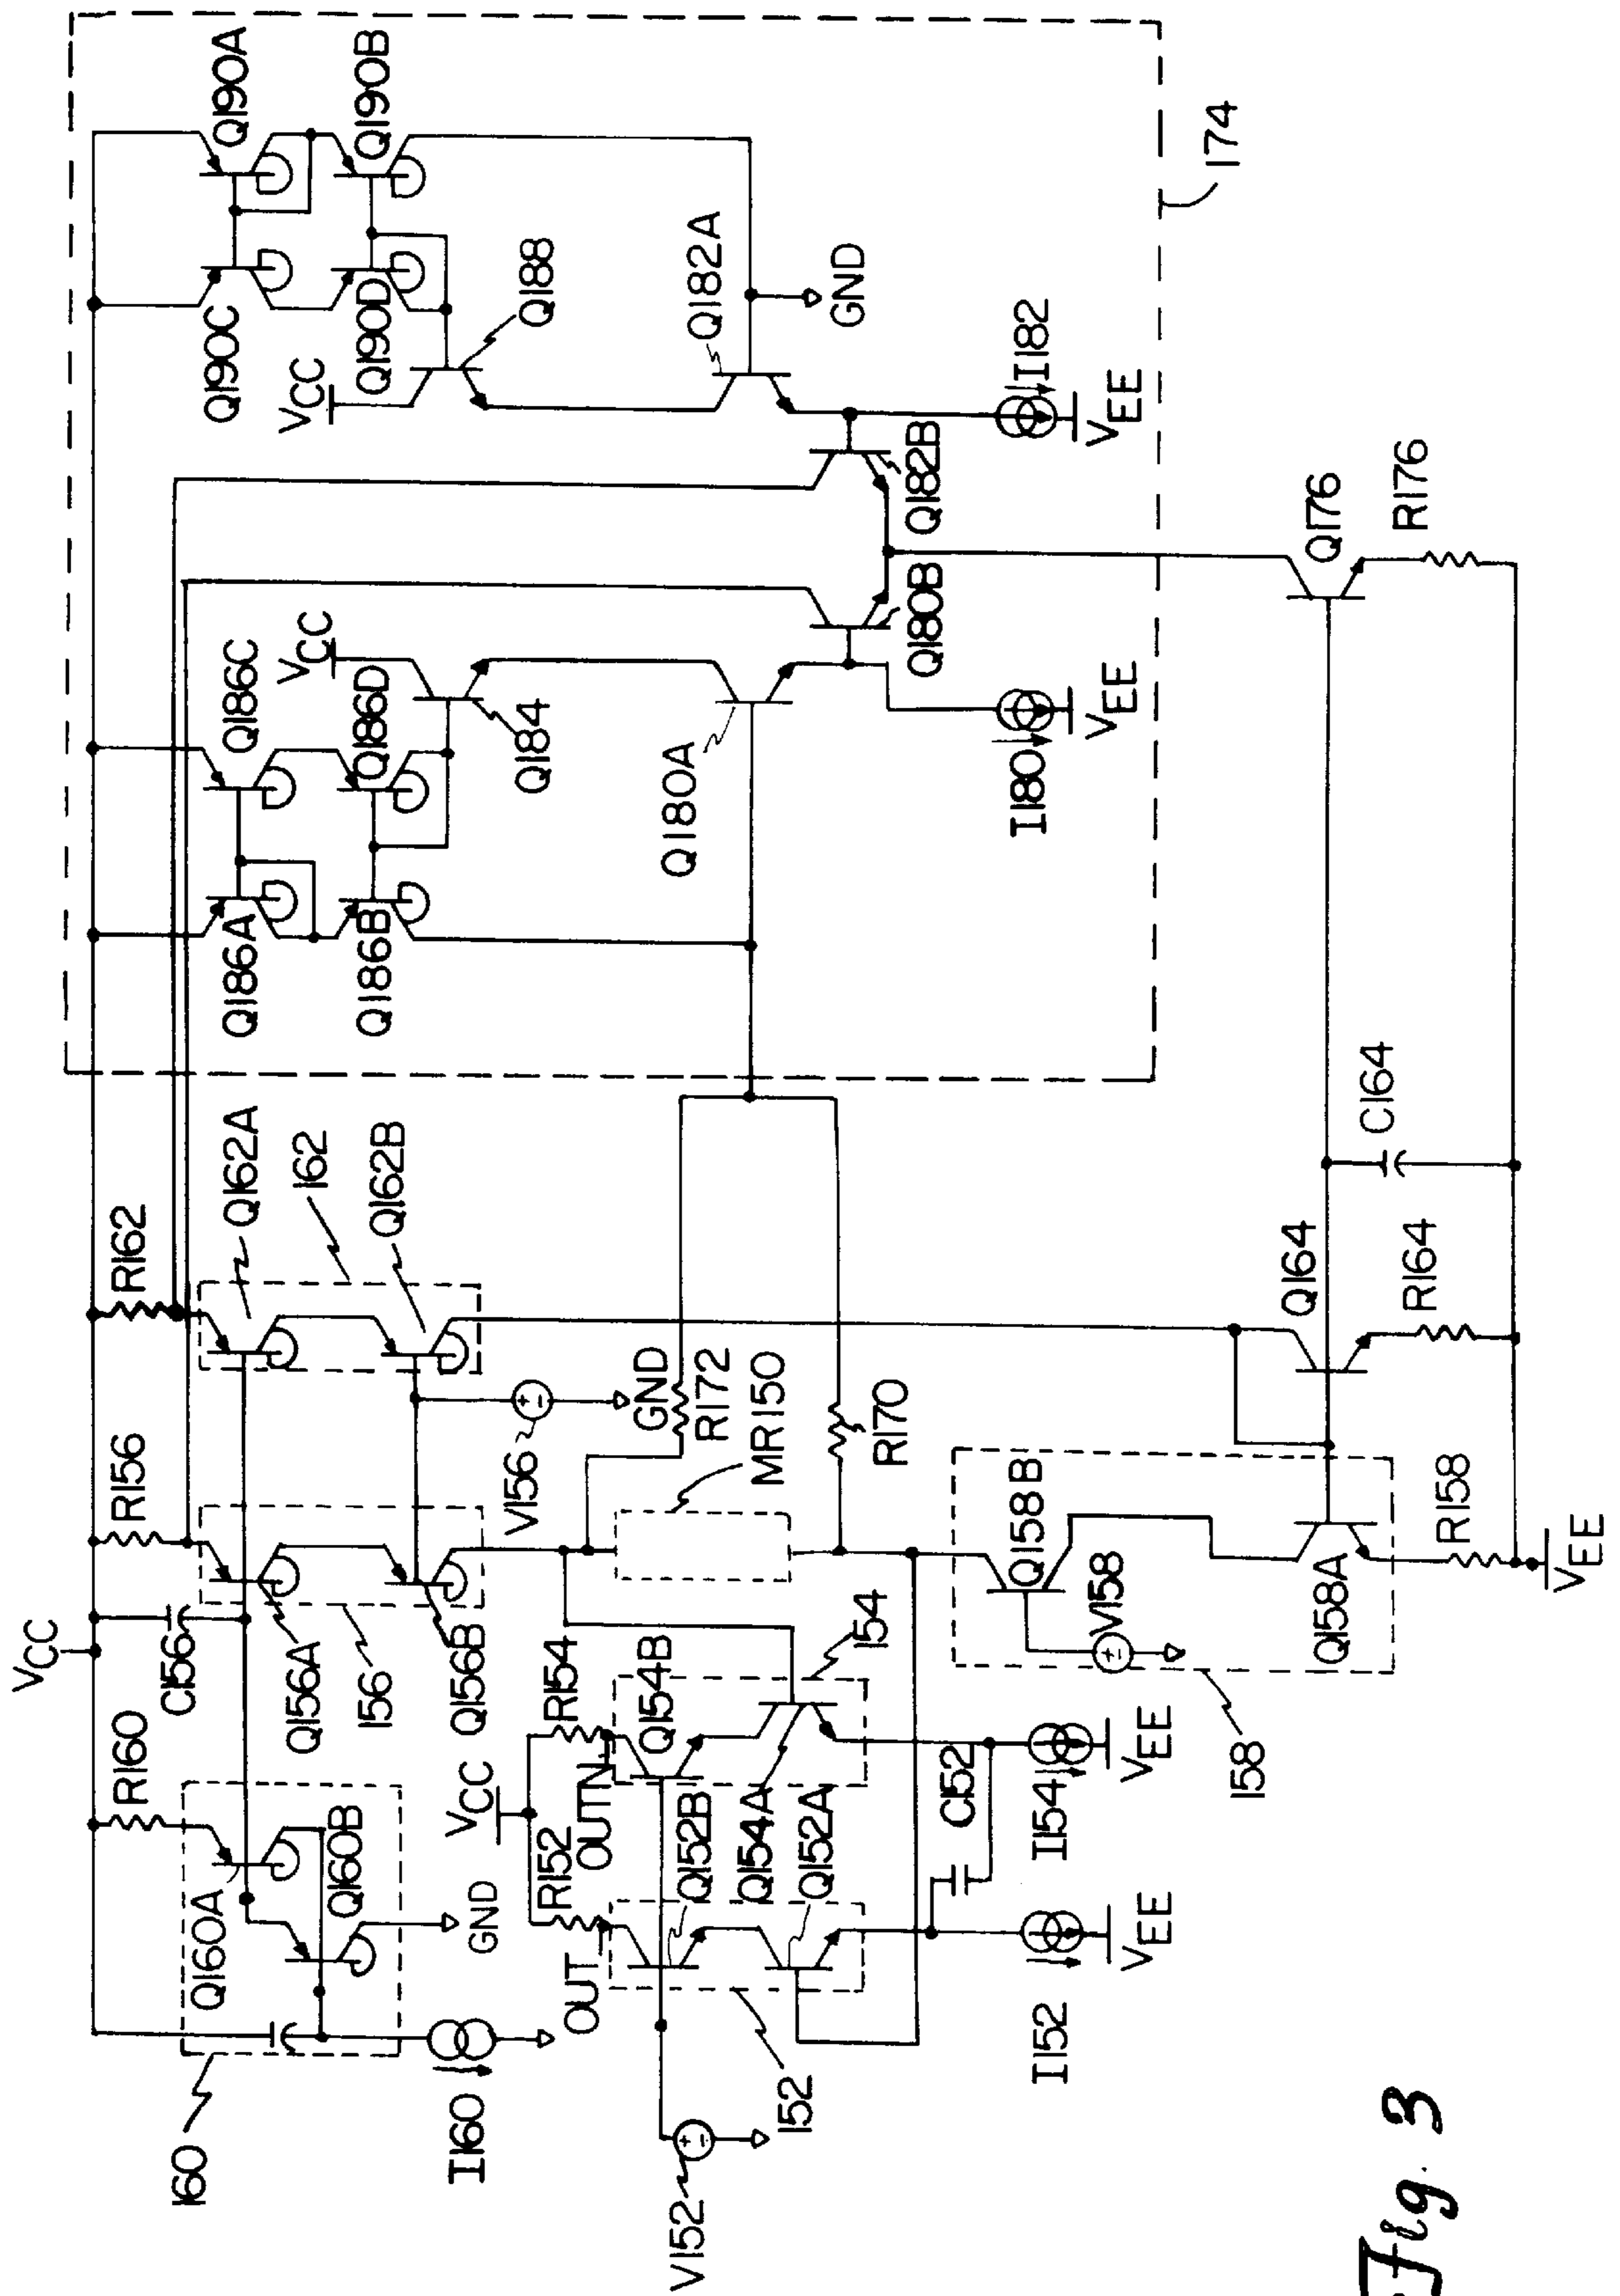 VCC
R160
R156
R162
C156
Q162A
162
Q162B
Q190A
Q190B
Q190C
Q190D
Q188
VCC
Q182A
GND
I182
VEE
Q182B
174
Q186C
Q186D
VCC
Q184
Q186A
Q186B
Q180A
Q180B
I180
VEE
160
Q160A
Q160B
GND
I160
Q156A
156
Q156B
V156
GND
R172
MR150
R170
VCC
R154
R152
OUTN
OUT
Q154B
154
Q152B
Q154A
Q152A
V152
152
C152
I152
VEE
I154
VEE
Q158B
V158
Q158A
158
R158
VEE
Q164
R164
C164
Q176
R176
Fig. 3